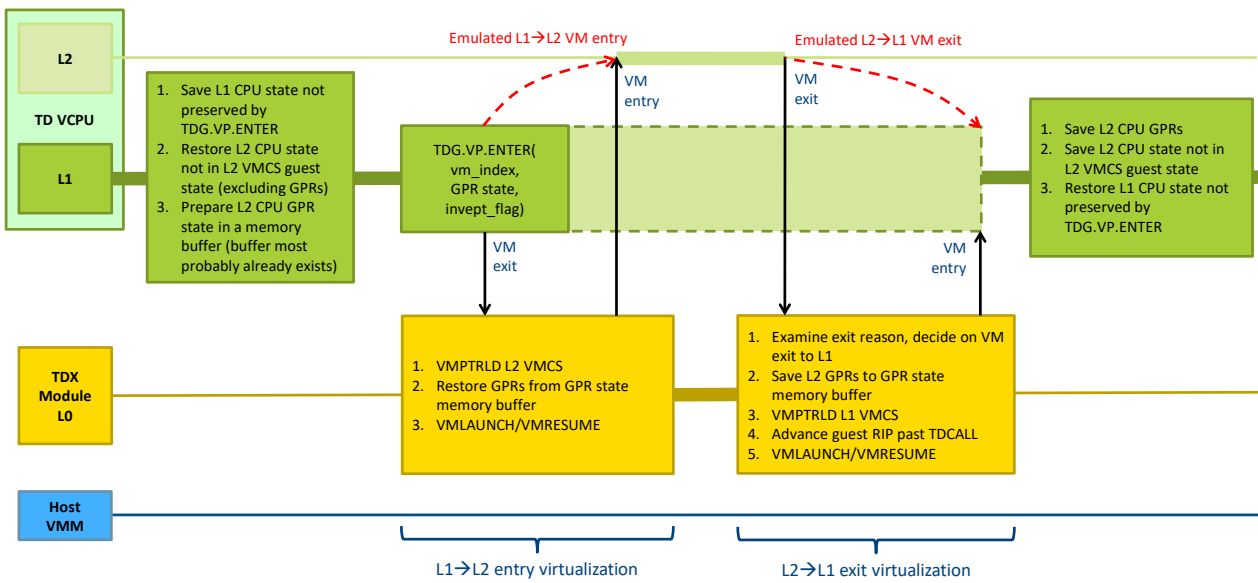 L2
TD VCPU
L1
1. Save L1 CPU state not
preserved by
TDG.VP.ENTER
2. Restore L2 CPU state
not in L2 VMCS guest
state (excluding GPRs)
3. Prepare L2 CPU GPR
state in a memory
buffer (buffer most
probably already exists)
Emulated L1→L2 VM entry
TDG.VP.ENTER(
vm_index,
GPR state,
invept_flag)
VM
exit
VM
entry
Emulated L2→L1 VM exit
VM
exit
VM
entry
1. Save L2 CPU GPRs
2. Save L2 CPU state not in
L2 VMCS guest state
3. Restore L1 CPU state not
preserved by
TDG.VP.ENTER
TDX
Module
L0
1. VMPTRLD L2 VMCS
2. Restore GPRs from GPR state
memory buffer
3. VMLAUNCH/VMRESUME
1. Examine exit reason, decide on VM
exit to L1
2. Save L2 GPRs to GPR state
memory buffer
3. VMPTRLD L1 VMCS
4. Advance guest RIP past TDCALL
5. VMLAUNCH/VMRESUME
Host
VMM
L1→L2 entry virtualization
L2→L1 exit virtualization